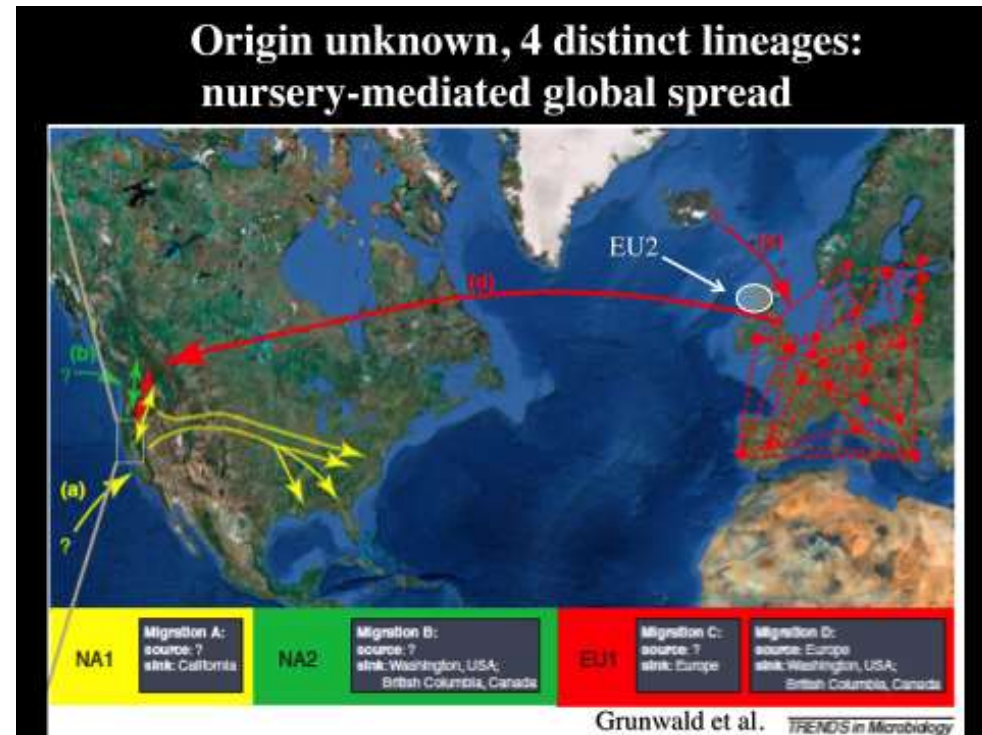 Origin unknown, 4 distinct lineages:
nursery-mediated global spread
EU2
(d)
(b)
?
(a)
?
NA1
Migration A:
source: ?
sink: California
NA2
Migration B:
source: ?
sink: Washington, USA;
British Columbia, Canada
EU1
Migration C:
source: ?
sink: Europe
Migration D:
source: Europe
sink: Washington, USA;
British Columbia, Canada
Grunwald et al.
TRENDS in Microbiology